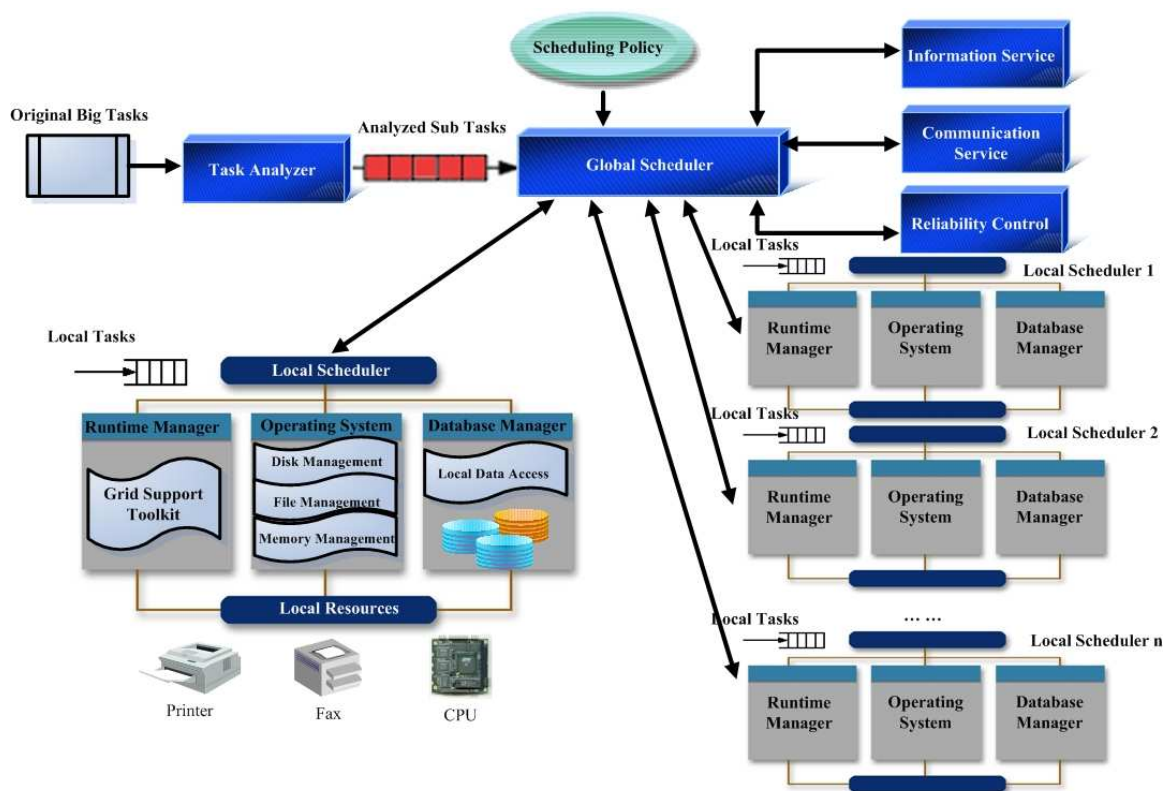 Scheduling Policy
Information Service
Original Big Tasks
Analyzed Sub Tasks
Communication
Service
Task Analyzer
Global Scheduler
Reliability Control
Local Tasks
Local Scheduler 1
Runtime
Manager
Operating
System
Database
Manager
Local Tasks
Local Scheduler
Runtime Manager
Operating System
Database Manager
Disk Management
Local Data Access
Grid Support
Toolkit
File Management
Memory Management
Local Resources
Printer
Fax
CPU
Local Tasks
Local Scheduler 2
Runtime
Manager
Operating
System
Database
Manager
... ...
Local Tasks
Local Scheduler n
Runtime
Manager
Operating
System
Database
Manager